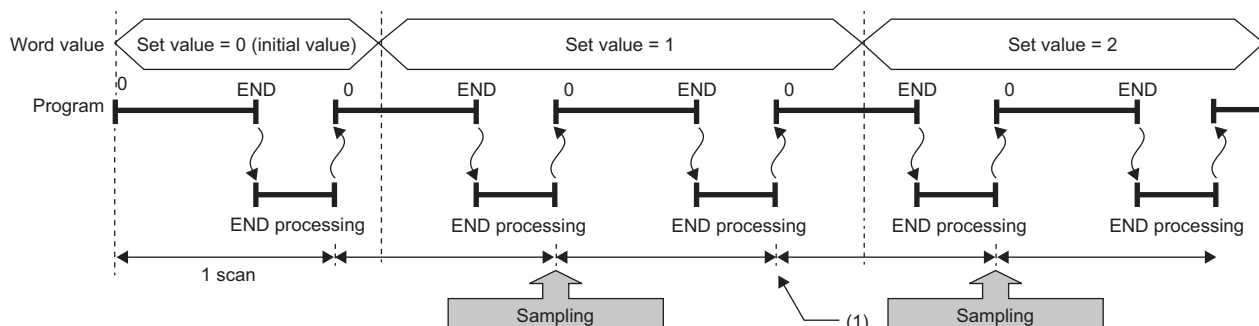 Word value
Set value = 0 (initial value)
Set value = 1
Set value = 2
Program
0
END
0
END
0
END
0
END
0
END
END processing
END processing
END processing
END processing
END processing
1 scan
Sampling
(1)
Sampling